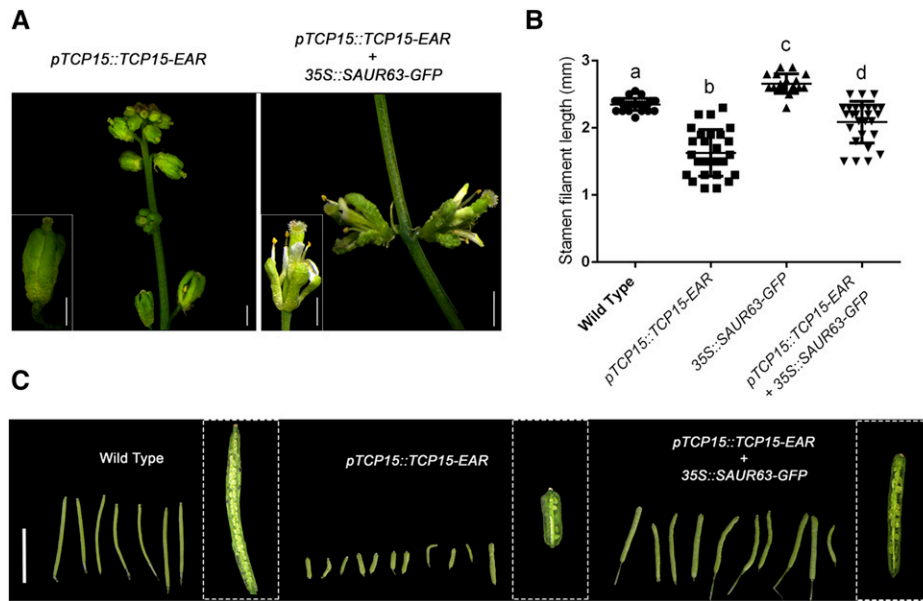 A
pTCP15::TCP15-EAR
pTCP15::TCP15-EAR
+
35S::SAUR63-GFP
B
Stamen filament length (mm)
3
2
1
0
a
b
c
d
Wild Type
pTCP15::TCP15-EAR
35S::SAUR63-GFP
pTCP15::TCP15-EAR
+ 35S::SAUR63-GFP
C
Wild Type
pTCP15::TCP15-EAR
pTCP15::TCP15-EAR
+
35S::SAUR63-GFP